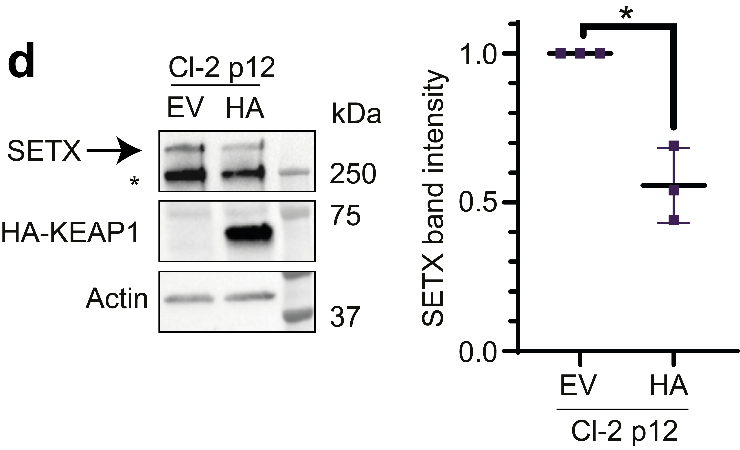 d
Cl-2 p12
EV HA
kDa
SETX
*
250
75
HA-KEAP1
Actin
37
*
SETX band intensity
1.0
0.5
0.0
EV HA
Cl-2 p12